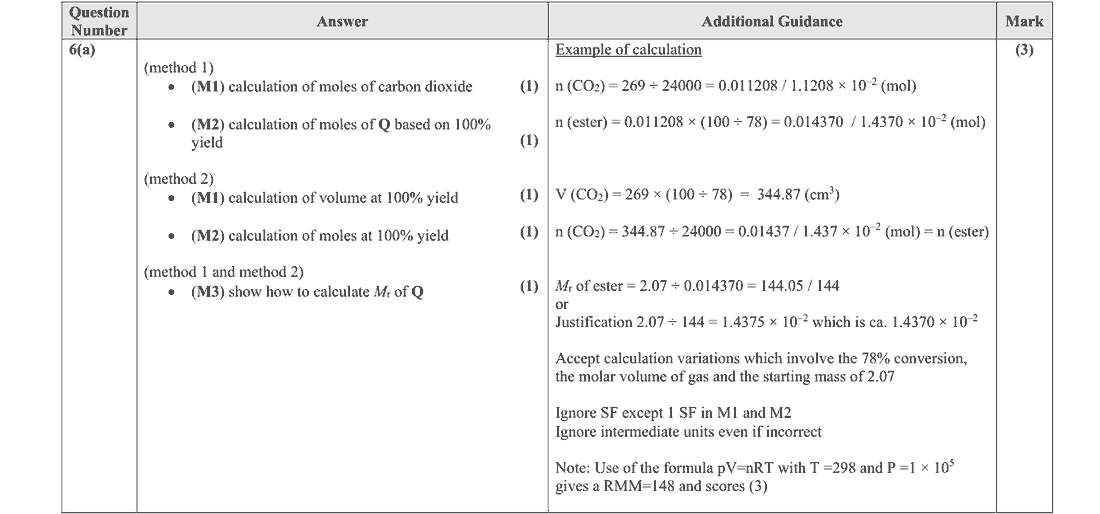 Question Number
Answer
Additional Guidance
Mark
6(a)
(method 1)
• (M1) calculation of moles of carbon dioxide (1)
• (M2) calculation of moles of Q based on 100%
yield (1)
(method 2)
• (M1) calculation of volume at 100% yield (1)
• (M2) calculation of moles at 100% yield (1)
(method 1 and method 2)
• (M3) show how to calculate Mr of Q (1)
Example of calculation
n (CO₂) = 269 ÷ 24000 = 0.011208 / 1.1208 × 10⁻² (mol)
n (ester) = 0.011208 × (100 ÷ 78) = 0.014370 / 1.4370 × 10⁻² (mol)
V (CO₂) = 269 × (100 ÷ 78) = 344.87 (cm³)
n (CO₂) = 344.87 ÷ 24000 = 0.01437 / 1.437 × 10⁻² (mol) = n (ester)
Mr of ester = 2.07 ÷ 0.014370 = 144.05 / 144
or
Justification 2.07 ÷ 144 = 1.4375 × 10⁻² which is ca. 1.4370 × 10⁻²
Accept calculation variations which involve the 78% conversion,
the molar volume of gas and the starting mass of 2.07
Ignore SF except 1 SF in M1 and M2
Ignore intermediate units even if incorrect
Note: Use of the formula pV=nRT with T =298 and P =1 × 10⁵
gives a RMM=148 and scores (3)
(3)